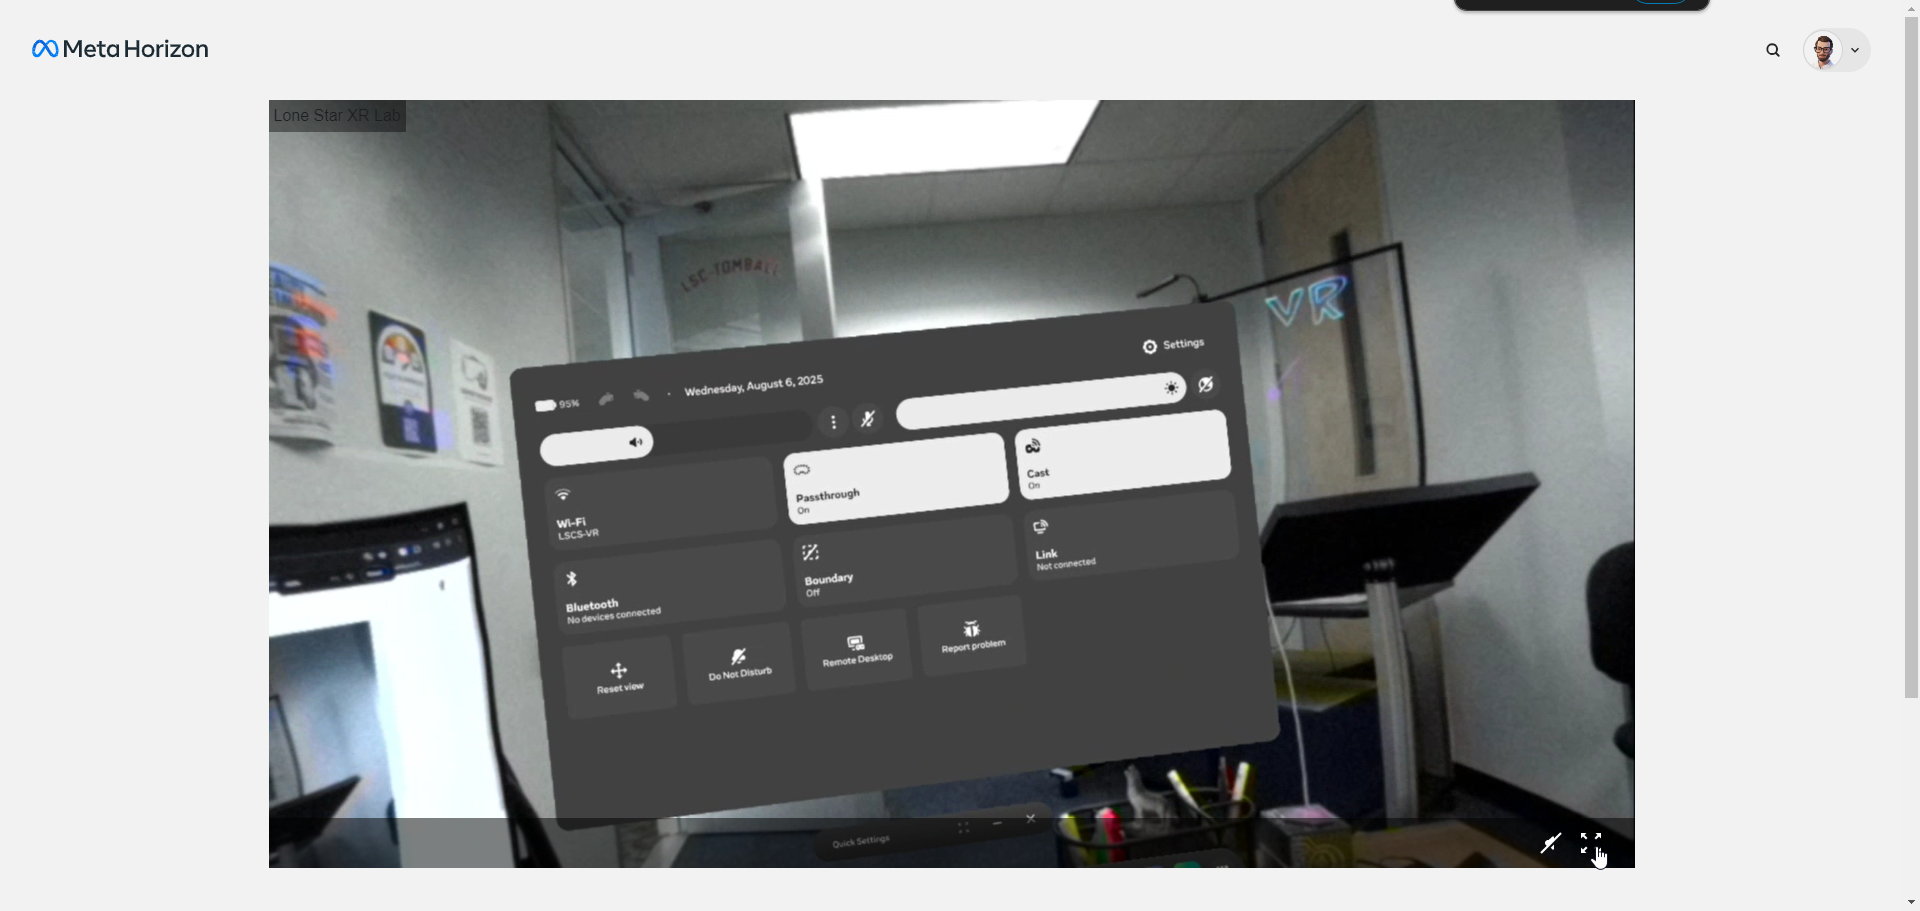 Meta Horizon
Lone Star XR Lab
LSC-TOMBALL
VR
Settings
95%
Wednesday, August 6, 2025
Wi-Fi
LSCS-VR
Passthrough
On
Cast
On
Bluetooth
No devices connected
Boundary
Off
Link
Not connected
Reset view
Do Not Disturb
Remote Desktop
Report problem
Quick Settings